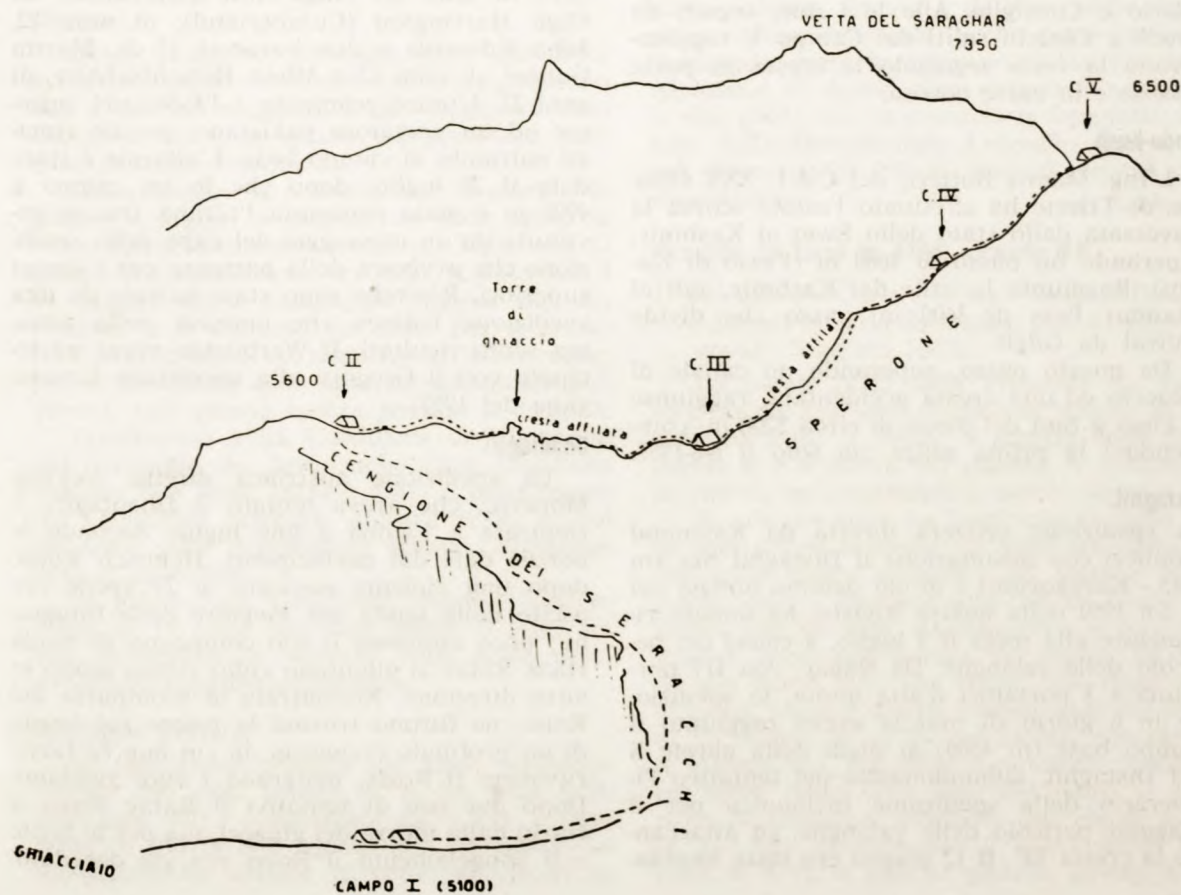 VETTA DEL SARAGHAR
7350
C.V 6500
C.IV
Torre
di
ghiaccio
C.II
5600
C.III
cresta affilata
cresta affilata
SPERONE NE
CENGIONE DEI SERACCHI
GHIACCIAIO
CAMPO I (5100)